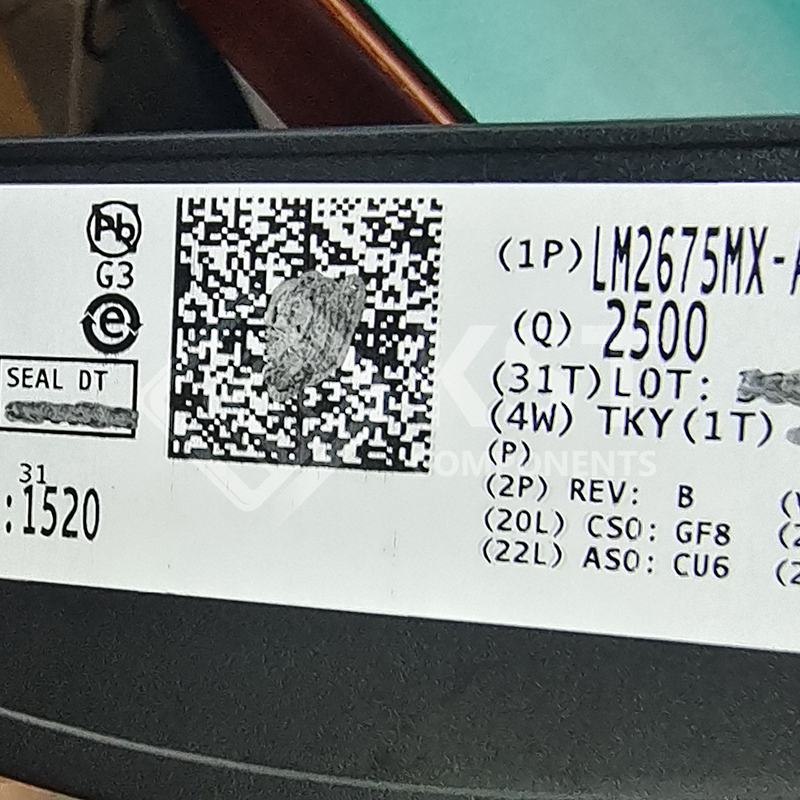 Pb
G3
e
SEAL DT
31
:1520
(1P)LM2675MX-A
(Q) 2500
(31T)LOT:
(4W) TKY(1T)
(P)
(2P) REV: B
(20L) CSO: GF8
(22L) ASO: CU6
COMPONENTS